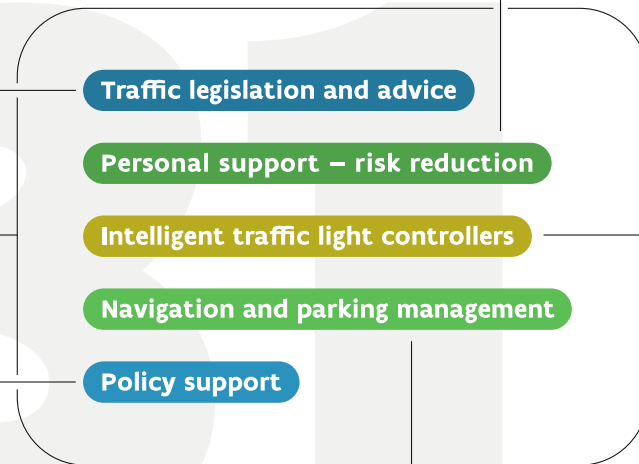 Traffic legislation and advice
Personal support – risk reduction
Intelligent traffic light controllers
Navigation and parking management
Policy support